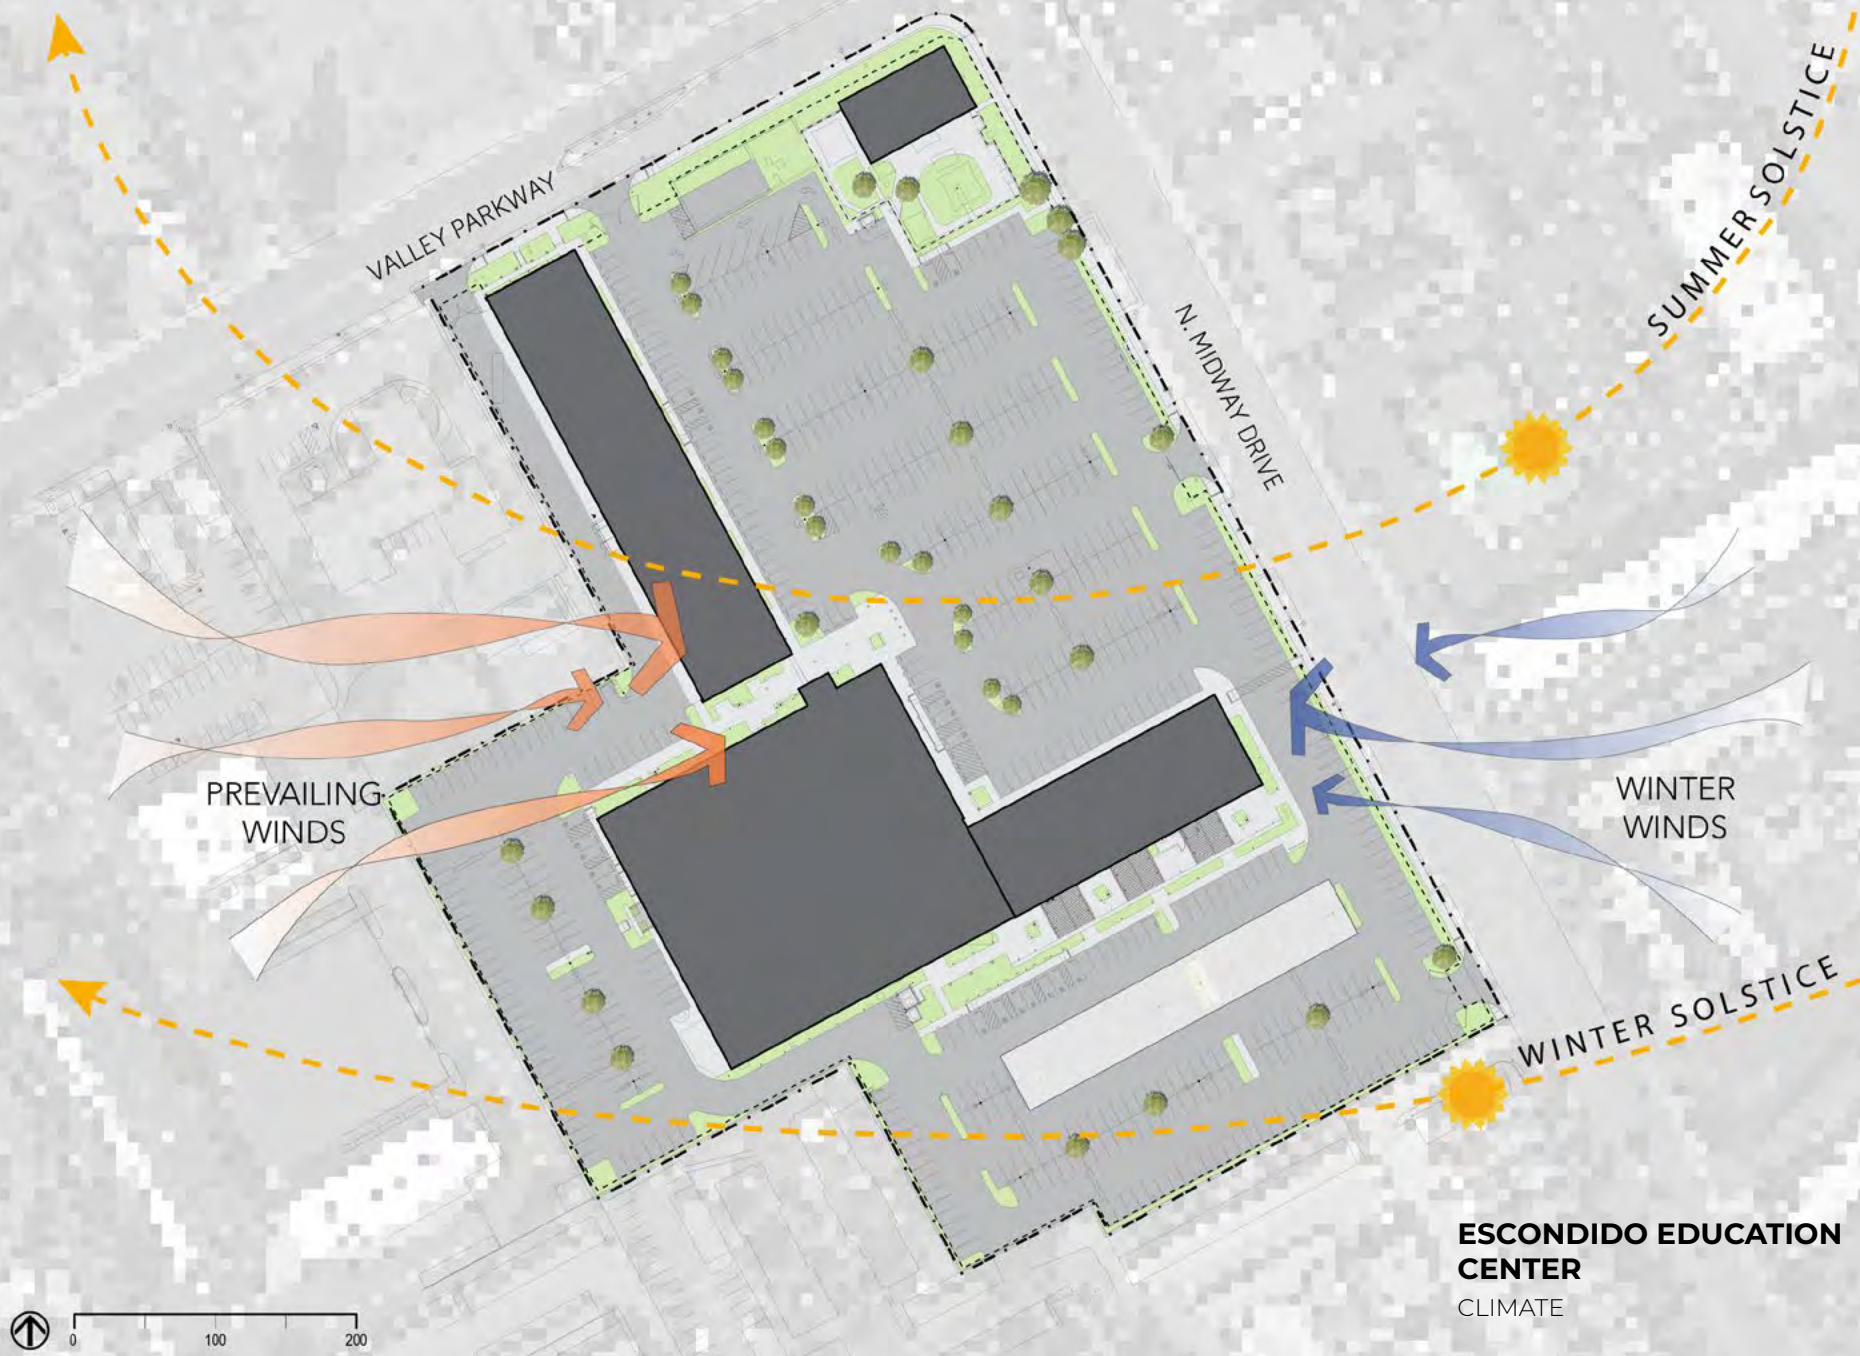 VALLEY PARKWAY
SUMMER SOLSTICE
N. MIDWAY DRIVE
PREVAILING
WINDS
WINTER
WINDS
WINTER SOLSTICE
ESCONDIDO EDUCATION
CENTER
CLIMATE
0 100 200